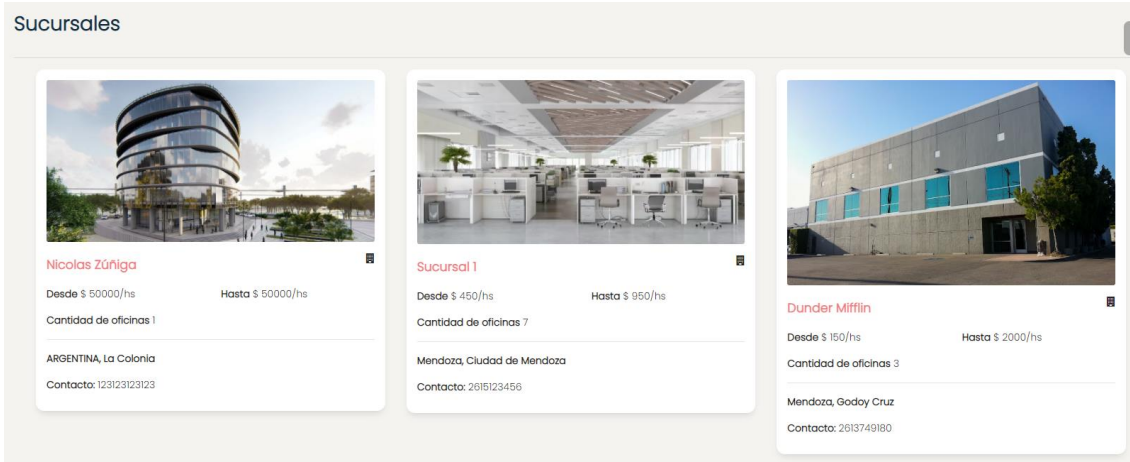 Sucursales
Nicolas Zúñiga
Desde $ 50000/hs Hasta $ 50000/hs
Cantidad de oficinas 1
ARGENTINA, La Colonia
Contacto: 123123123123
Sucursal 1
Desde $ 450/hs Hasta $ 950/hs
Cantidad de oficinas 7
Mendoza, Ciudad de Mendoza
Contacto: 2615123456
Dunder Mifflin
Desde $ 150/hs Hasta $ 2000/hs
Cantidad de oficinas 3
Mendoza, Godoy Cruz
Contacto: 2613749180